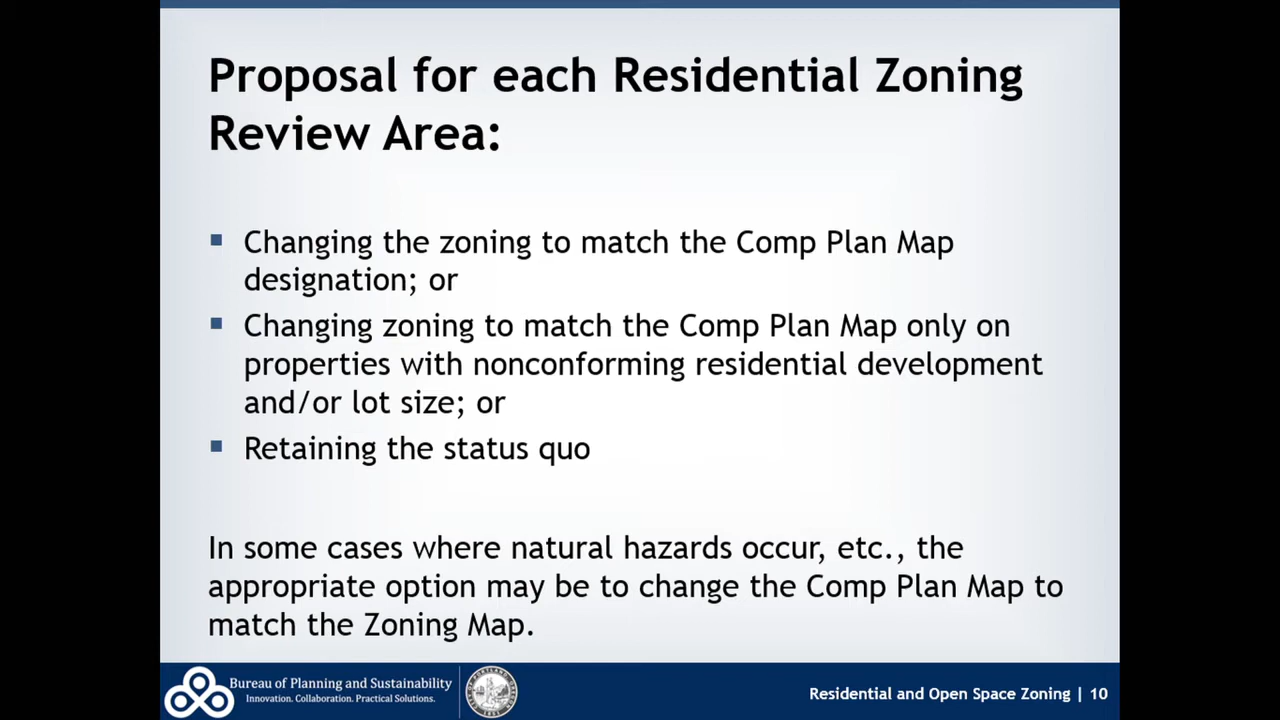 Proposal for each Residential Zoning
Review Area:
Changing the zoning to match the Comp Plan Map
designation; or
Changing zoning to match the Comp Plan Map only on
properties with nonconforming residential development
and/or lot size; or
Retaining the status quo
In some cases where natural hazards occur, etc., the
appropriate option may be to change the Comp Plan Map to
match the Zoning Map.
Bureau of Planning and Sustainability
Innovation. Collaboration. Practical Solutions.
Residential and Open Space Zoning | 10